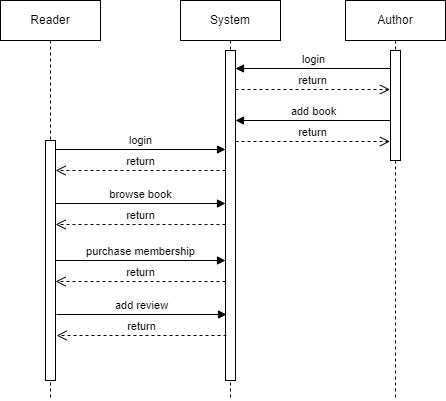 Reader
System
Author
login
return
add book
return
login
return
browse book
return
purchase membership
return
add review
return